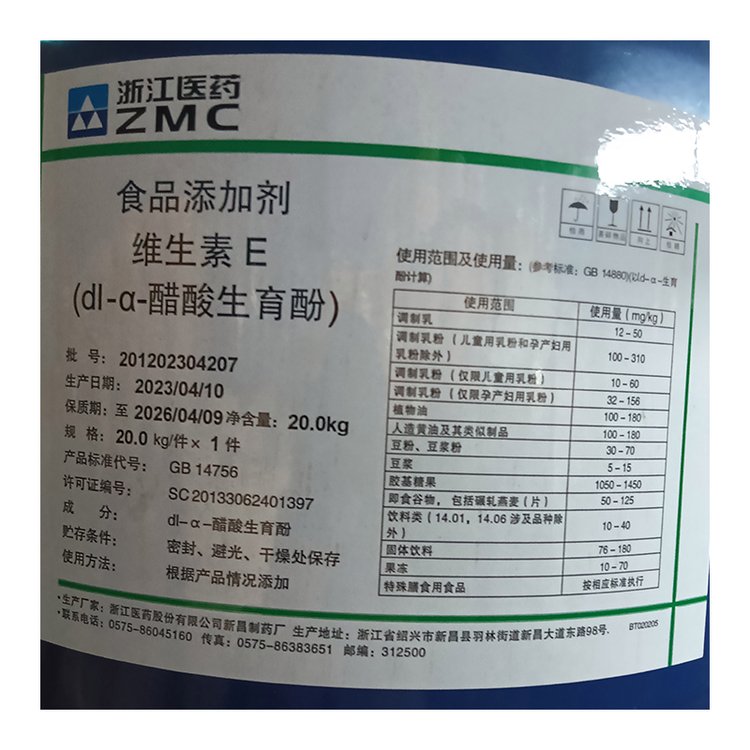 浙江医药
ZMC
食品添加剂
维生素 E
(dl-α-醋酸生育酚)
批 号：201202304207
生产日期：2023/04/10
保质期：至 2026/04/09 净含量：20.0kg
规 格：20.0 kg/件 × 1 件
产品标准代号： GB 14756
许可证编号： SC20133062401397
成 分： dl-α-醋酸生育酚
贮存条件： 密封、避光、干燥处保存
使用方法： 根据产品情况添加
向上
使用范围及使用量：(参考标准：GB 14880)(以d-α-生育
酚计算)
使用范围 使用量 (mg/kg)
调制乳 12-50
调制乳粉（儿童用乳粉和孕产妇用
乳粉除外） 100-310
调制乳粉（仅限儿童用乳粉） 10-60
调制乳粉（仅限孕产妇用乳粉） 32-156
植物油 100-180
人造黄油及其类似制品 100-180
豆粉、豆浆粉 30-70
豆浆 5-15
胶基糖果 1050-1450
即食谷物，包括碾轧燕麦（片） 50-125
饮料类（14.01，14.06 涉及品种除
外） 10-40
固体饮料 76-180
果冻 10-70
特殊膳食用食品 按相应标准执行
·生产厂家：浙江医药股份有限公司新昌制药厂 生产地址：浙江省绍兴市新昌县羽林街道新昌大道东路98号.
·联系电话：0575-86045160 传真：0575-86383651 邮编：312500
BT020205